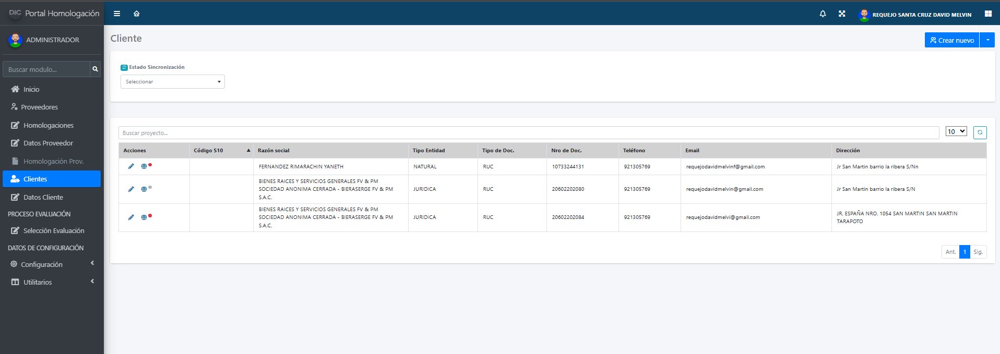 DIC Portal Homologación
REQUEJO SANTA CRUZ DAVID MELVIN
ADMINISTRADOR
Buscar modulo...
Inicio
Proveedores
Homologaciones
Datos Proveedor
Homologación Prov.
Clientes
Datos Cliente
PROCESO EVALUACIÓN
Selección Evaluación
DATOS DE CONFIGURACIÓN
Configuración
Utilitarios
Cliente
Crear nuevo
Estado Sincronización
Seleccionar
Buscar proyecto...
10
Acciones Código S10 Razón social Tipo Entidad Tipo de Doc. Nro de Doc. Teléfono Email Dirección
FERNANDEZ RIMARACHIN YANETH NATURAL RUC 10733244131 921305769 requejodavidmelvinf@gmail.com Jr San Martin barrio la ribera S/Nn
BIENES RAICES Y SERVICIOS GENERALES FV & PM
SOCIEDAD ANONIMA CERRADA - BIERASERGE FV & PM
S.A.C.
JURIDICA RUC 20602202080 921305769 requejodavidmelvin@gmail.com Jr San Martin barrio la ribera S/N
BIENES RAICES Y SERVICIOS GENERALES FV & PM
SOCIEDAD ANONIMA CERRADA - BIERASERGE FV & PM
S.A.C.
JURIDICA RUC 20602202084 921305769 requejodavidmelvi@gmail.com
JR. ESPAÑA NRO. 1054 SAN MARTIN SAN MARTIN
TARAPOTO
Ant. 1 Sig.